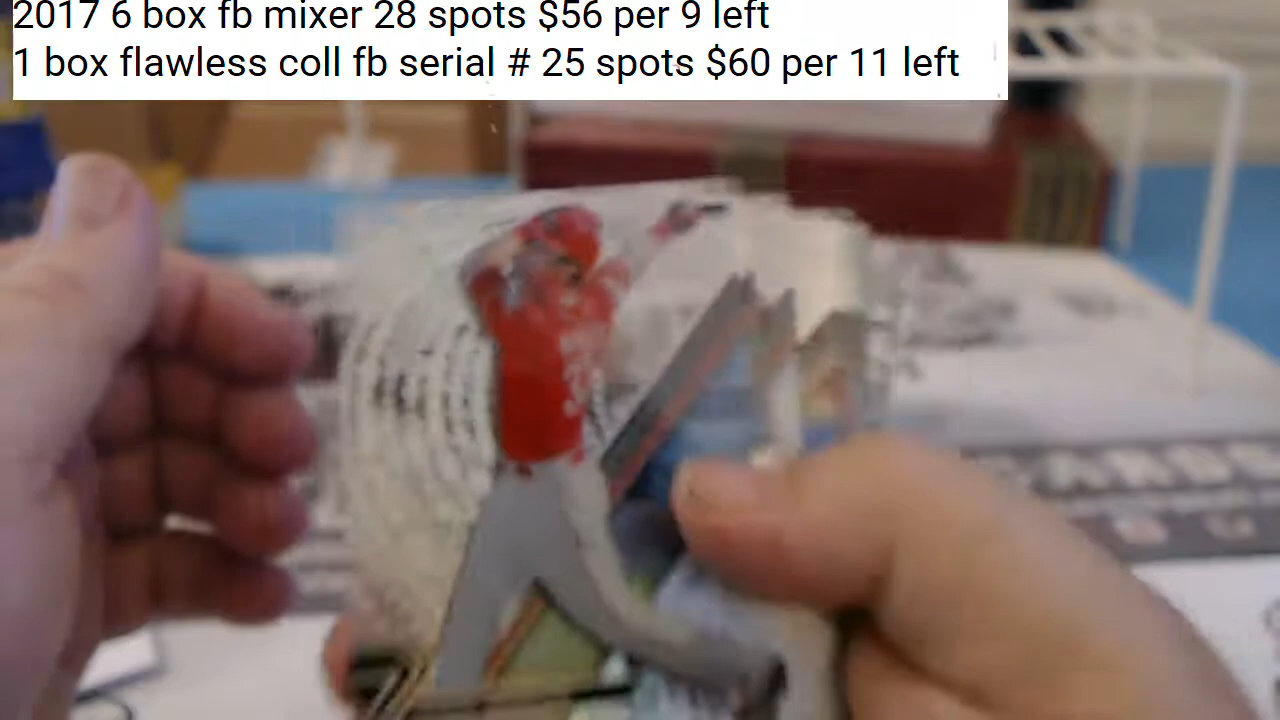 2017 6 box fb mixer 28 spots $56 per 9 left
1 box flawless coll fb serial # 25 spots $60 per 11 left